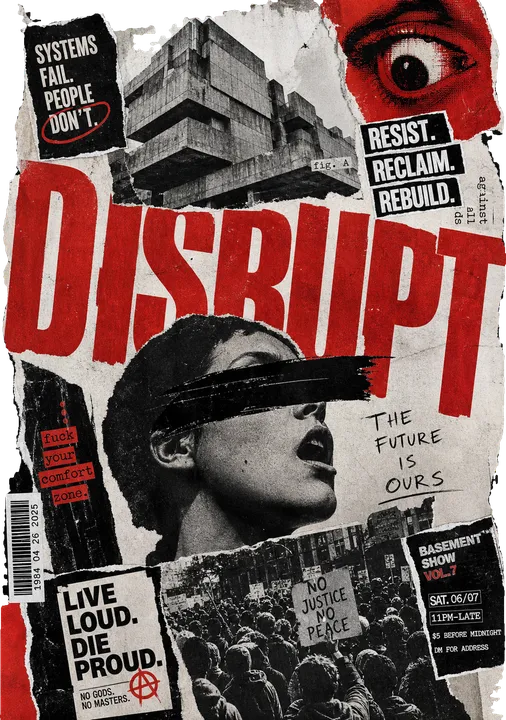 SYSTEMS
FAIL.
PEOPLE
DON'T.
fig. A
RESIST.
RECLAIM.
REBUILD.
against
all
ds
DISRUPT
THE
FUTURE
IS
OURS
fuck
your
comfort
zone.
1984 04 26 2025
LIVE
LOUD.
DIE
PROUD.
NO GODS.
NO MASTERS.
NO
JUSTICE
NO
PEACE
BASEMENT
SHOW
VOL.7
SAT. 06/07
11PM-LATE
$5 BEFORE MIDNIGHT
DM FOR ADDRESS